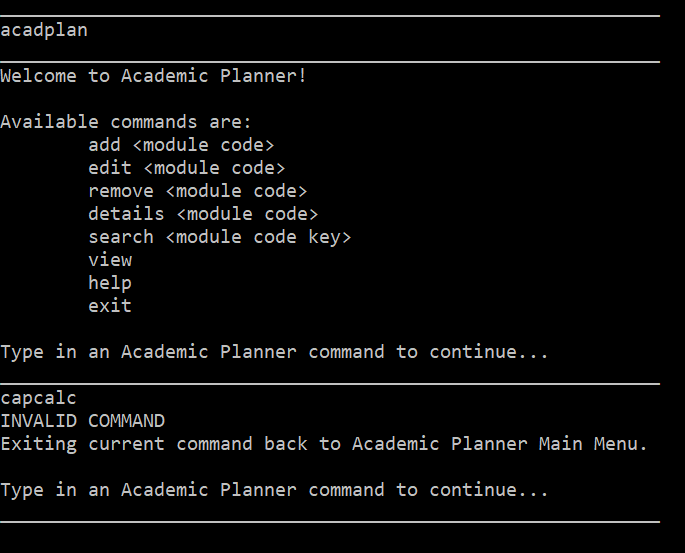 acadplan
Welcome to Academic Planner!
Available commands are:
add <module code>
edit <module code>
remove <module code>
details <module code>
search <module code key>
view
help
exit
Type in an Academic Planner command to continue...
capcalc
INVALID COMMAND
Exiting current command back to Academic Planner Main Menu.
Type in an Academic Planner command to continue...